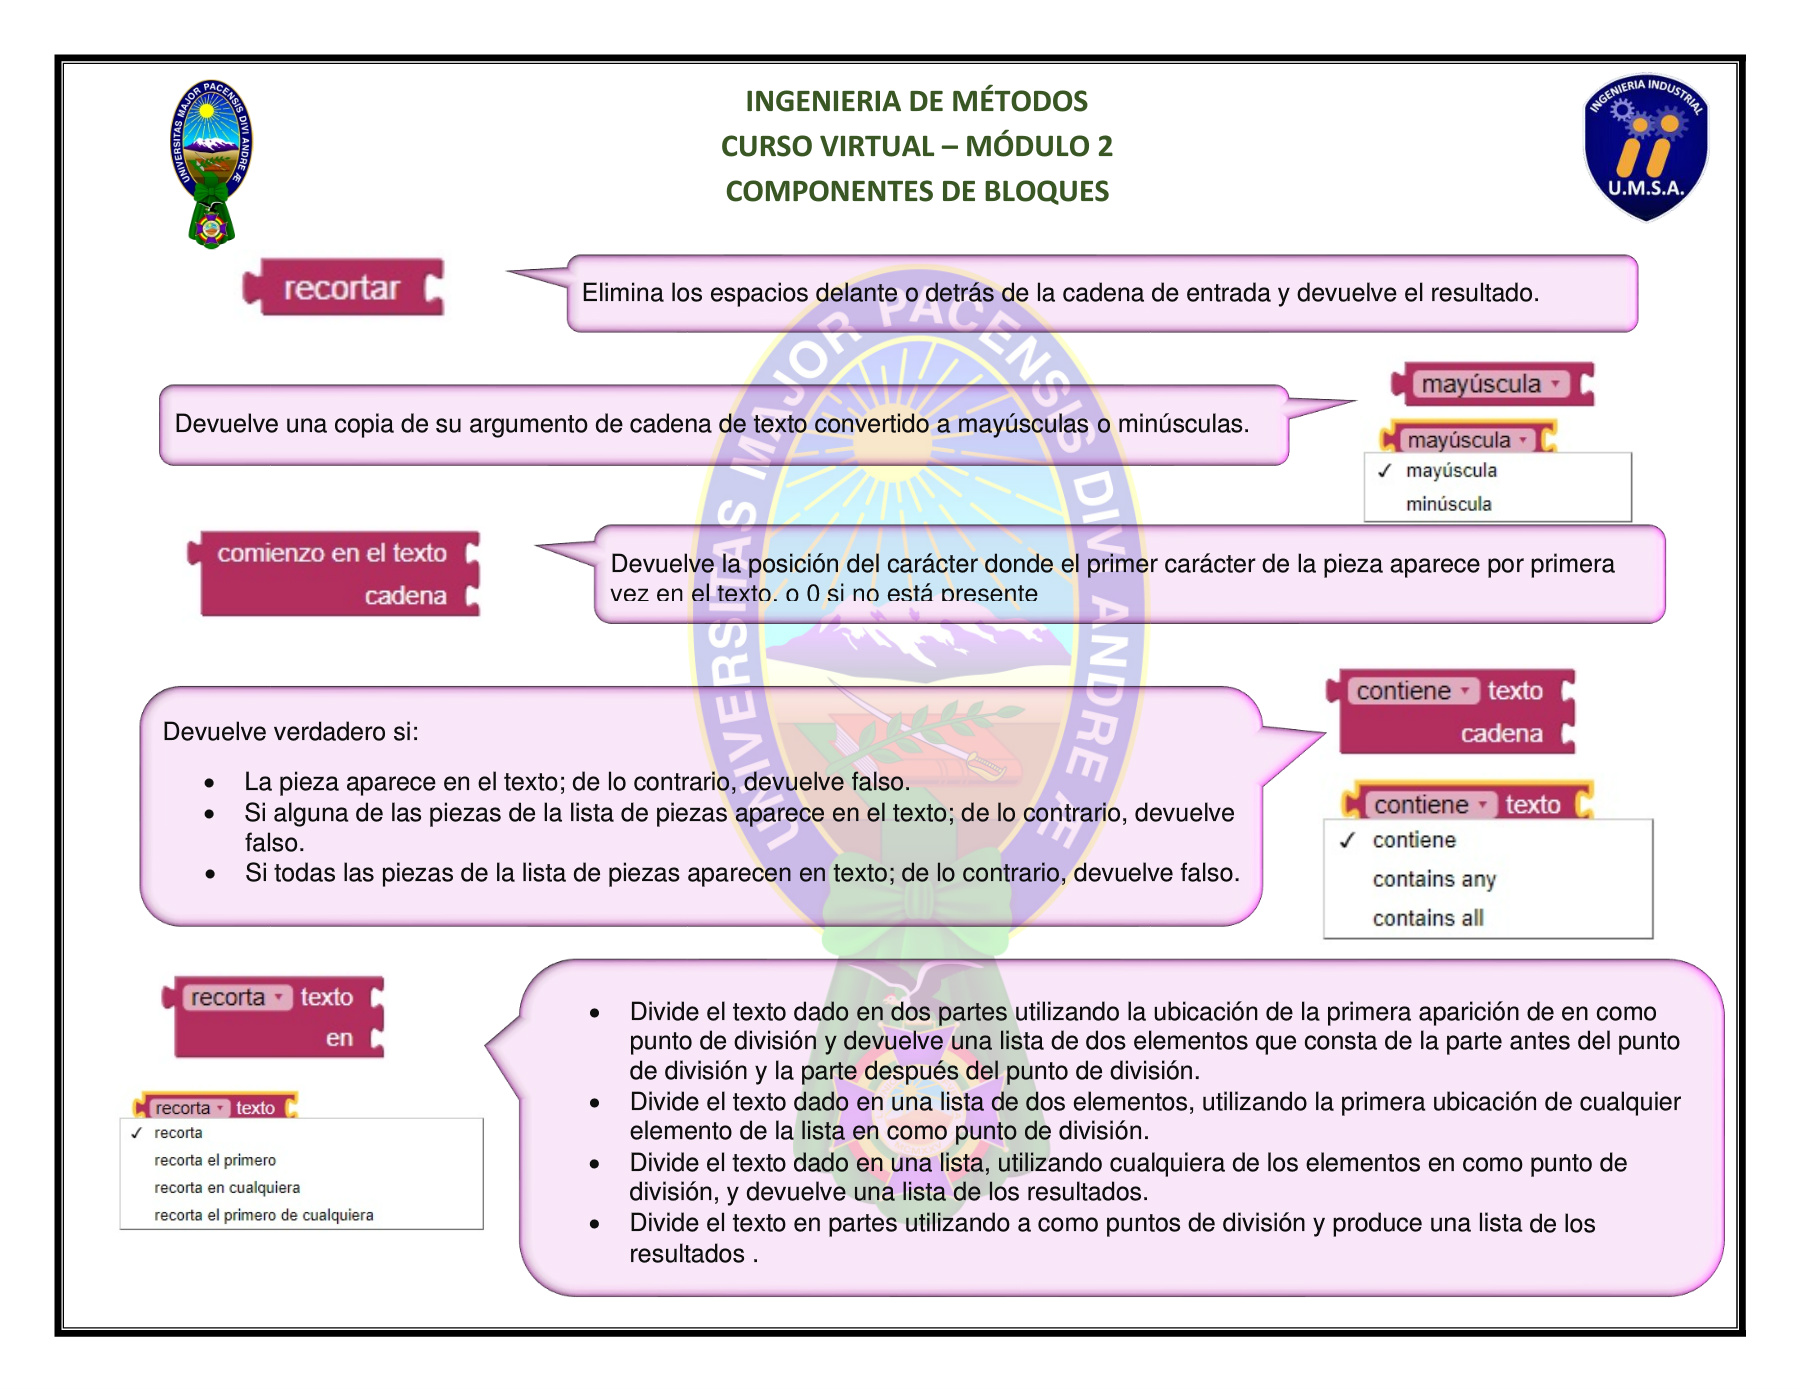 INGENIERIA DE MÉTODOS
CURSO VIRTUAL – MÓDULO 2
COMPONENTES DE BLOQUES
UNIVERSITAS MAJOR PACENSIS DIVI ANDRE Æ
INGENIERIA INDUSTRIAL
U.M.S.A.
recortar
Elimina los espacios delante o detrás de la cadena de entrada y devuelve el resultado.
Devuelve una copia de su argumento de cadena de texto convertido a mayúsculas o minúsculas.
mayúscula
mayúscula
✓ mayúscula
minúscula
comienzo en el texto
cadena
Devuelve la posición del carácter donde el primer carácter de la pieza aparece por primera
vez en el texto, o 0 si no está presente
UNIVERSITAS MAJOR PACENSIS DIVI ANDRE Æ
Devuelve verdadero si:
• La pieza aparece en el texto; de lo contrario, devuelve falso.
• Si alguna de las piezas de la lista de piezas aparece en el texto; de lo contrario, devuelve
falso.
• Si todas las piezas de la lista de piezas aparecen en texto; de lo contrario, devuelve falso.
contiene texto
cadena
contiene texto
✓ contiene
contains any
contains all
recorta texto
en
recorta texto
✓ recorta
recorta el primero
recorta en cualquiera
recorta el primero de cualquiera
• Divide el texto dado en dos partes utilizando la ubicación de la primera aparición de en como
punto de división y devuelve una lista de dos elementos que consta de la parte antes del punto
de división y la parte después del punto de división.
• Divide el texto dado en una lista de dos elementos, utilizando la primera ubicación de cualquier
elemento de la lista en como punto de división.
• Divide el texto dado en una lista, utilizando cualquiera de los elementos en como punto de
división, y devuelve una lista de los resultados.
• Divide el texto en partes utilizando a como puntos de división y produce una lista de los
resultados .